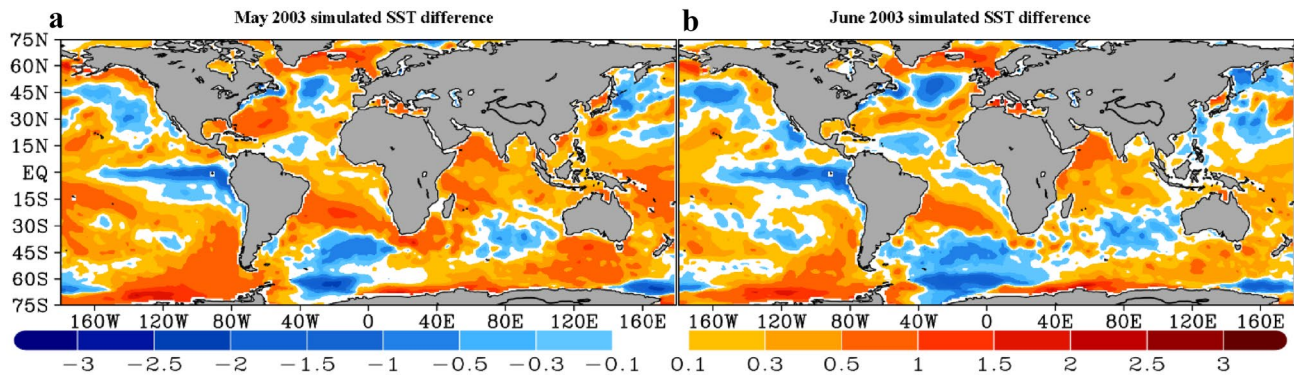 a May 2003 simulated SST difference b June 2003 simulated SST difference
75N
60N
45N
30N
15N
EQ
15S
30S
45S
60S
75S
160W 120W 80W 40W 0 40E 80E 120E 160E 160W 120W 80W 40W 0 40E 80E 120E 160E
−3 −2.5 −2 −1.5 −1 −0.5 −0.3 −0.1 0.1 0.3 0.5 1 1.5 2 2.5 3